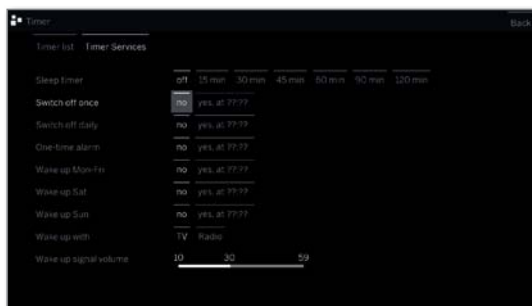 Timer Back
Timer list Timer Services
Sleep timer off 15 min 30 min 45 min 60 min 90 min 120 min
Switch off once no yes, at ??:??
Switch off daily no yes, at ??:??
One-time alarm no yes, at ??:??
Wake up Mon-Fri no yes, at ??:??
Wake up Sat no yes, at ??:??
Wake up Sun no yes, at ??:??
Wake up with TV Radio
Wake up signal volume 10 30 59